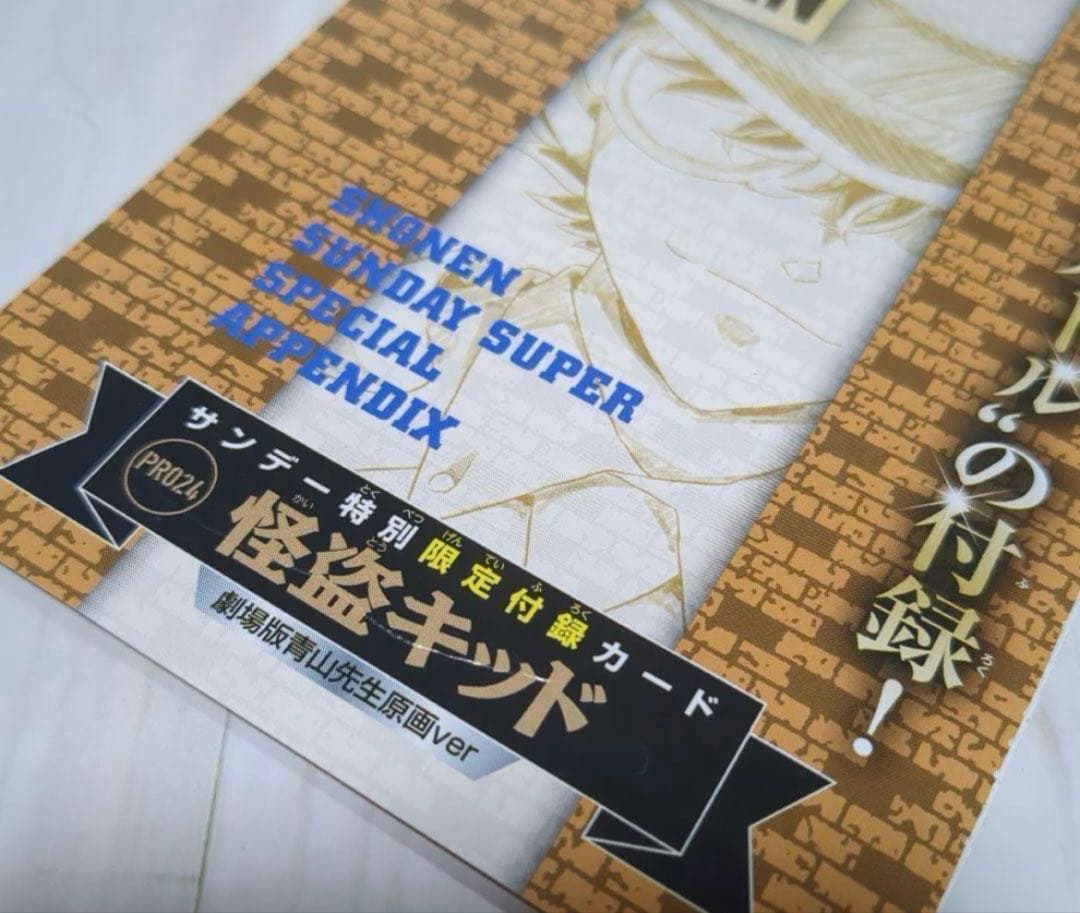 SHONEN
SUNDAY SUPER
SPECIAL
APPENDIX
サンデー特別限定付録カード
PR024
怪盗キッド
劇場版青山先生原画ver
ル“の付録!